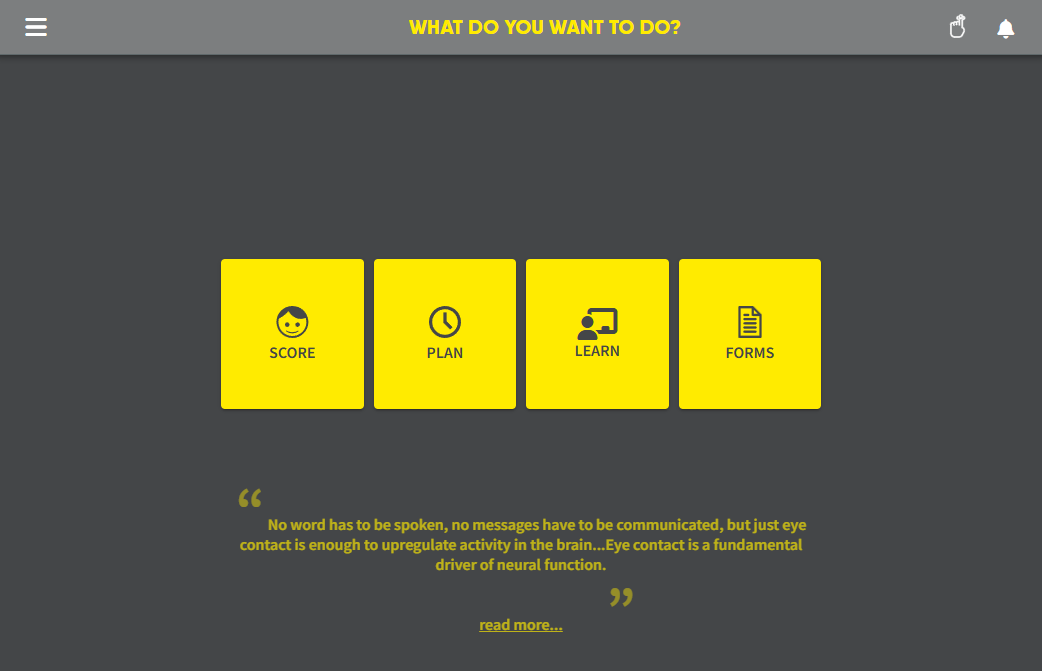 WHAT DO YOU WANT TO DO?
SCORE
PLAN
LEARN
FORMS
“
No word has to be spoken, no messages have to be communicated, but just eye
contact is enough to upregulate activity in the brain...Eye contact is a fundamental
driver of neural function.
”
read more...